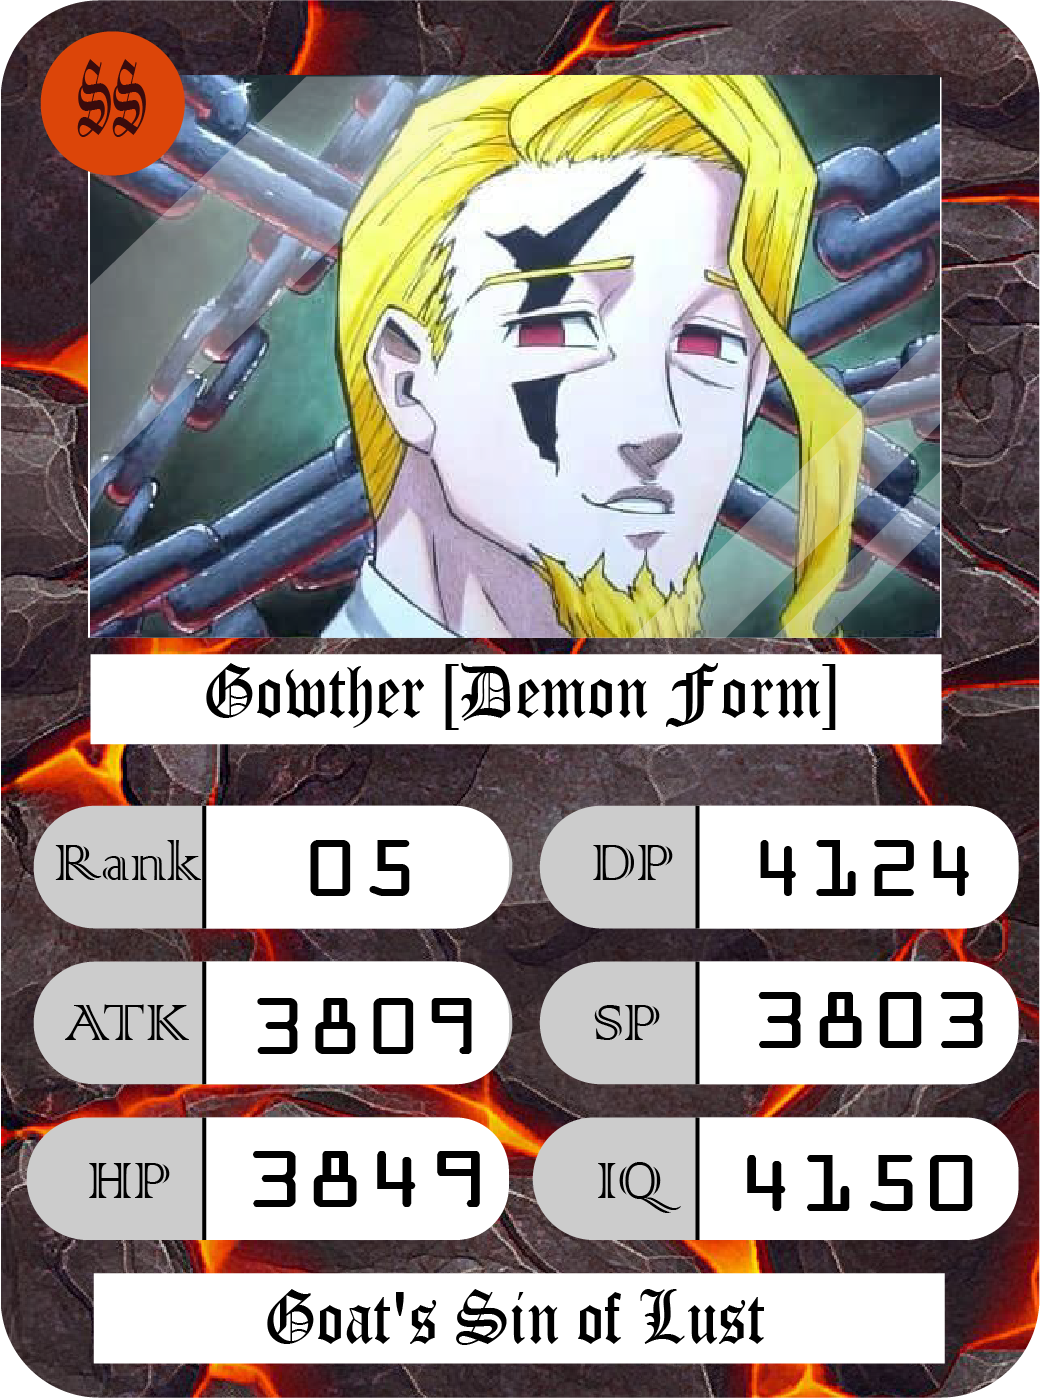 SS
Gowther [Demon Form]
Rank 05
DP 4124
ATK 3809
SP 3803
HP 3849
IQ 4150
Goat's Sin of Lust